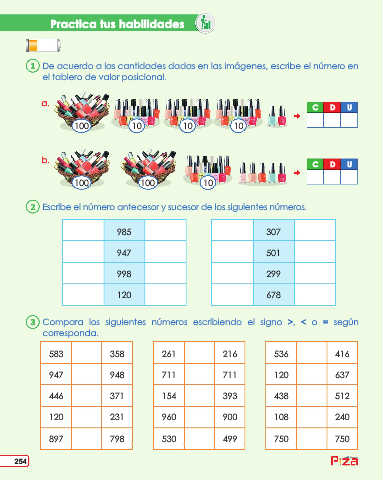 Practica tus habilidades
1 De acuerdo a las cantidades dadas en las imágenes, escribe el número en
el tablero de valor posicional.
a.
100 10 10 10
C D U
b.
100 100 10
C D U
2 Escribe el número antecesor y sucesor de los siguientes números.
985 307
947 501
998 299
120 678
3 Compara los siguientes números escribiendo el signo >, < o = según
corresponda.
583 358 261 216 536 416
947 948 711 711 120 637
446 371 154 393 438 512
120 231 960 900 108 240
897 798 530 499 750 750
254